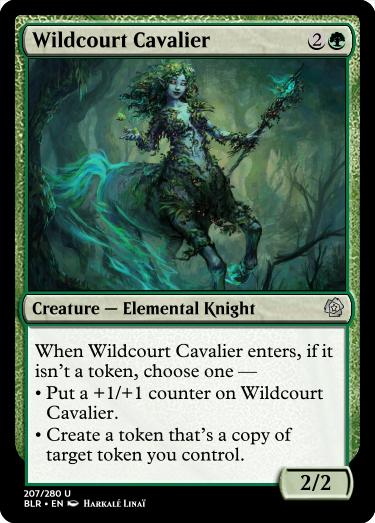 Wildcourt Cavalier 2
Creature — Elemental Knight
When Wildcourt Cavalier enters, if it
isn't a token, choose one —
• Put a +1/+1 counter on Wildcourt
Cavalier.
• Create a token that's a copy of
target token you control.
2/2
207/280 U
BLR • EN Harkalé Linaï